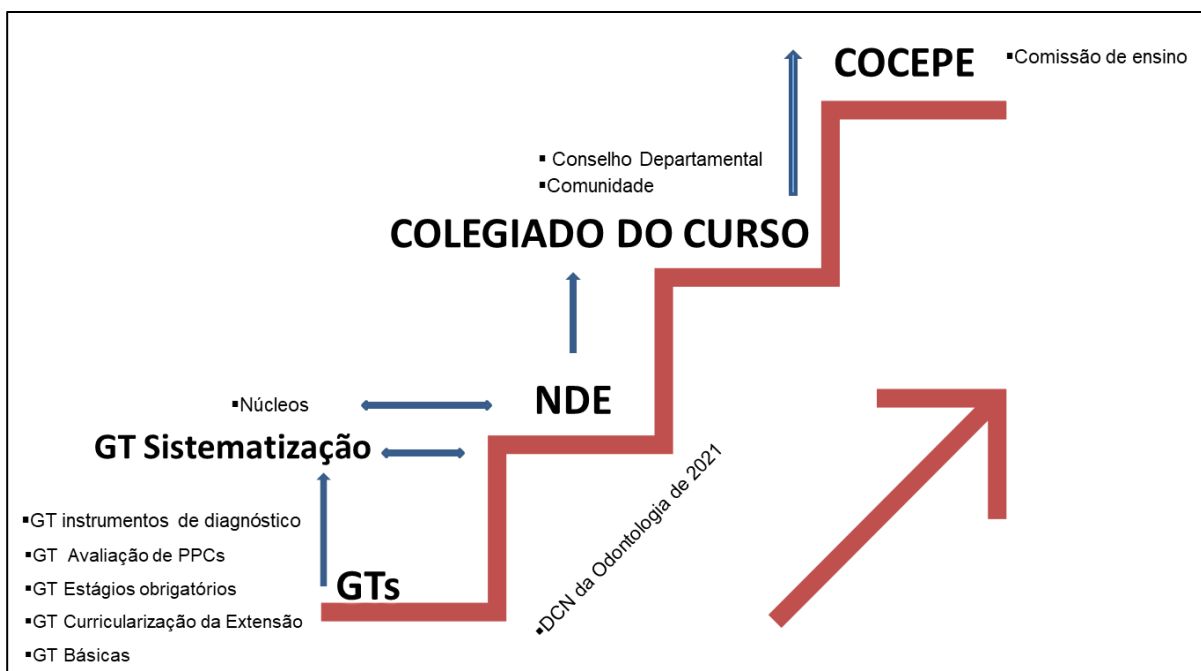 COCEPE
▪Comissão de ensino
▪ Conselho Departamental
▪Comunidade
COLEGIADO DO CURSO
▪Núcleos
NDE
GT Sistematização
▪DCN da Odontologia de 2021
▪GT instrumentos de diagnóstico
▪GT Avaliação de PPCs
▪GT Estágios obrigatórios
▪GT Curricularização da Extensão
▪GT Básicas
GTs